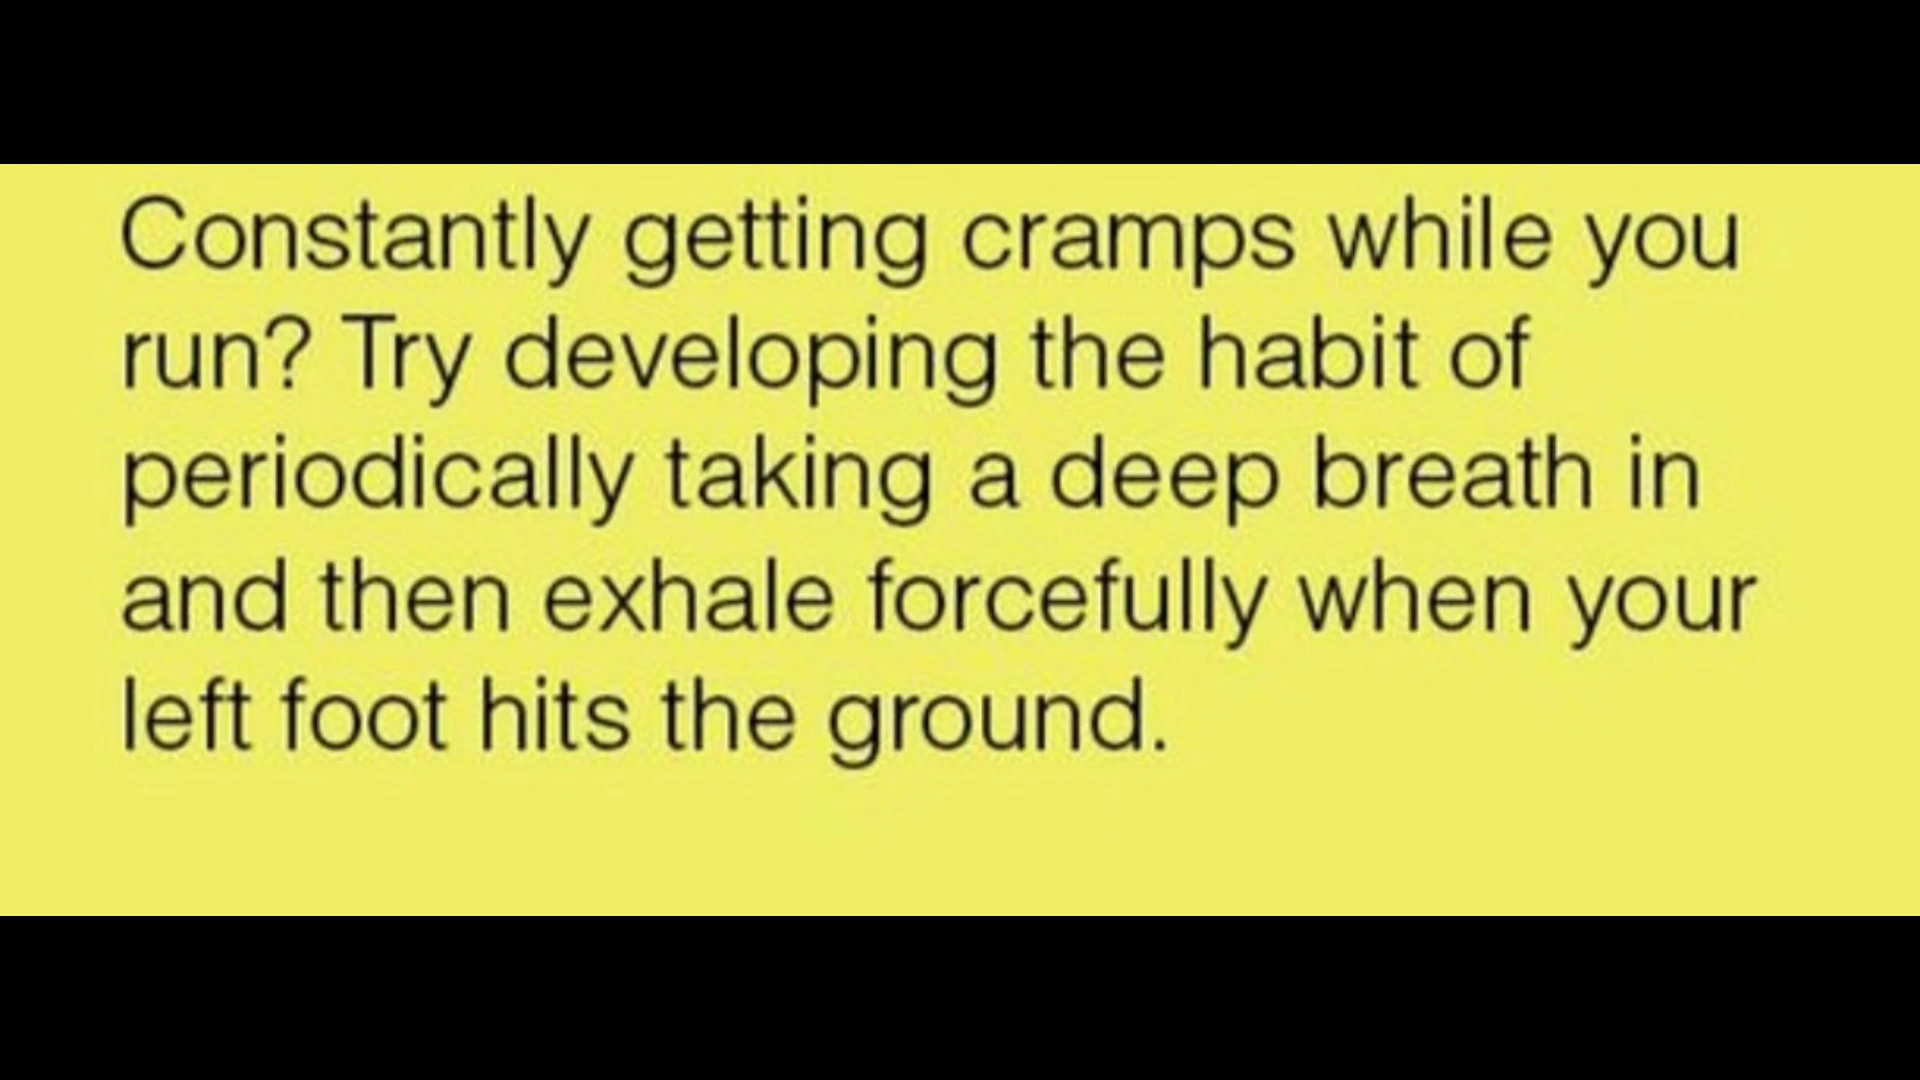 Constantly getting cramps while you
run? Try developing the habit of
periodically taking a deep breath in
and then exhale forcefully when your
left foot hits the ground.